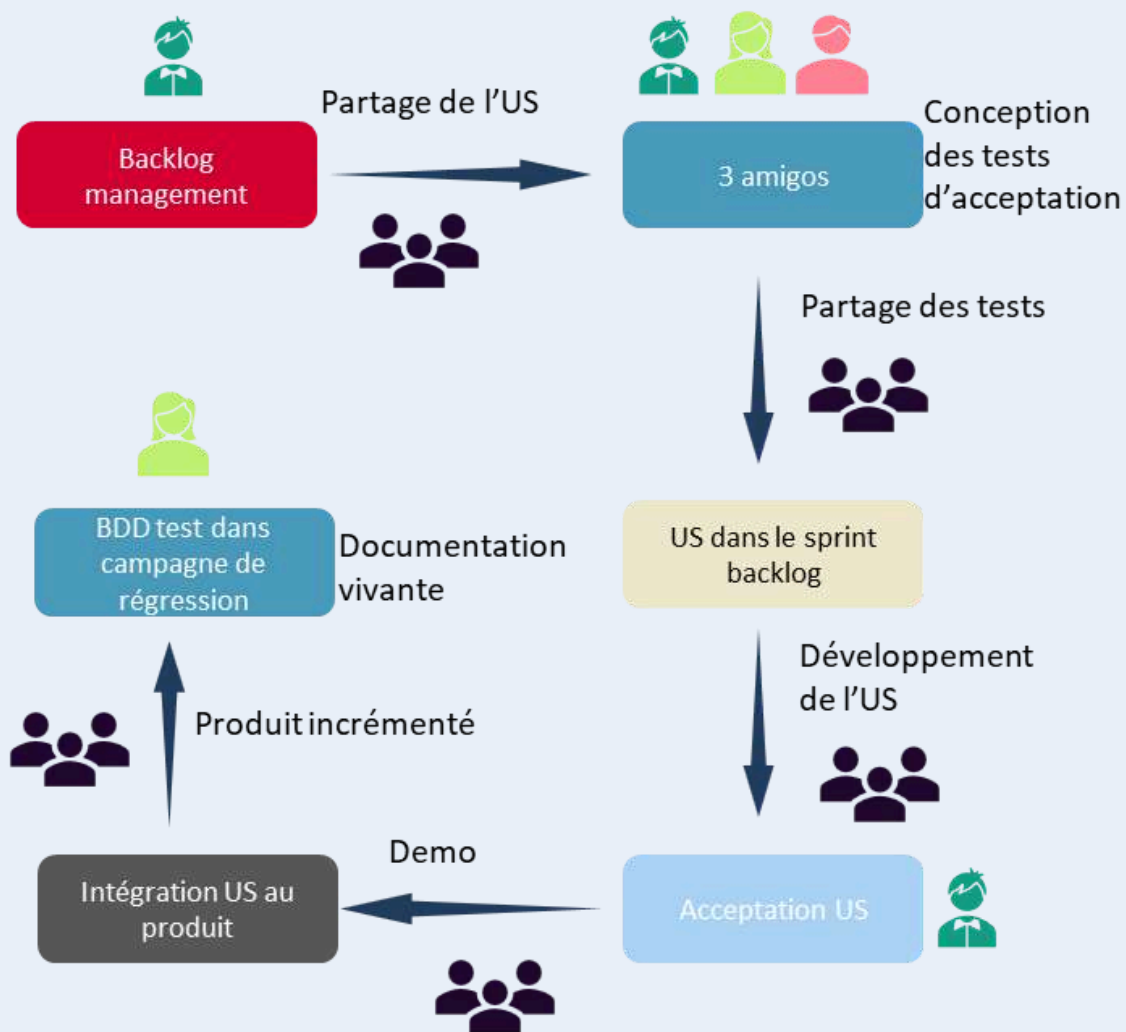 Partage de l'US
Backlog
management
3 amigos
Conception
des tests
d'acceptation
Partage des tests
US dans le sprint
backlog
Développement
de l'US
Acceptation US
Demo
Intégration US au
produit
Produit incrémenté
BDD test dans
campagne de
régression
Documentation
vivante